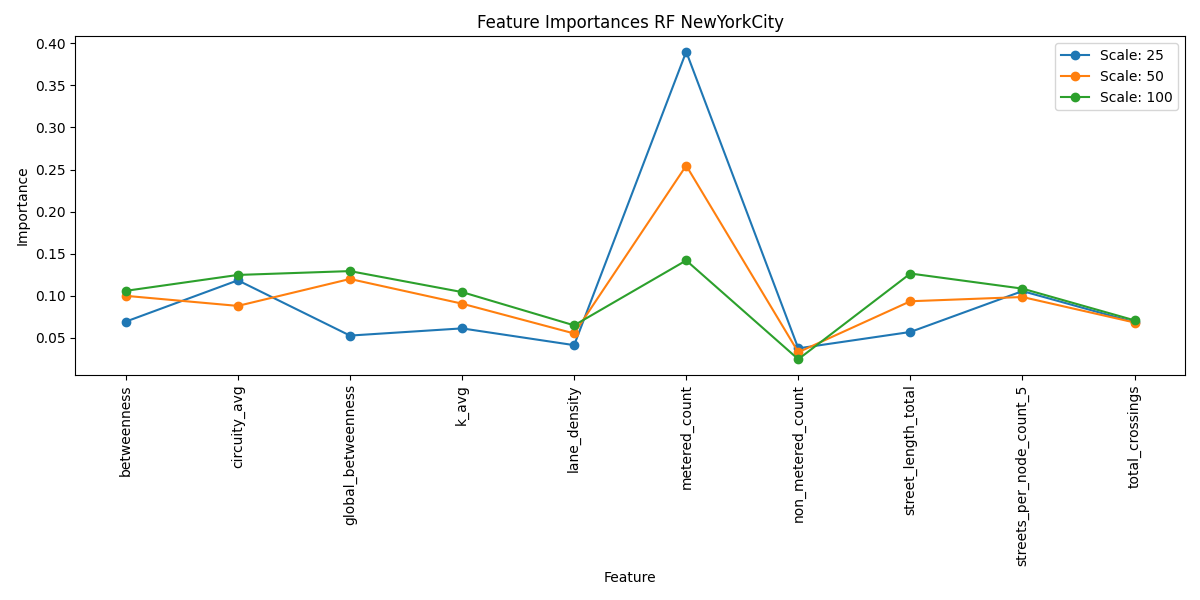 Feature Importances RF NewYorkCity
Scale: 25
Scale: 50
Scale: 100
Importance
0.40
0.35
0.30
0.25
0.20
0.15
0.10
0.05
betweenness
circuity_avg
global_betweenness
k_avg
lane_density
metered_count
non_metered_count
street_length_total
streets_per_node_count_5
total_crossings
Feature